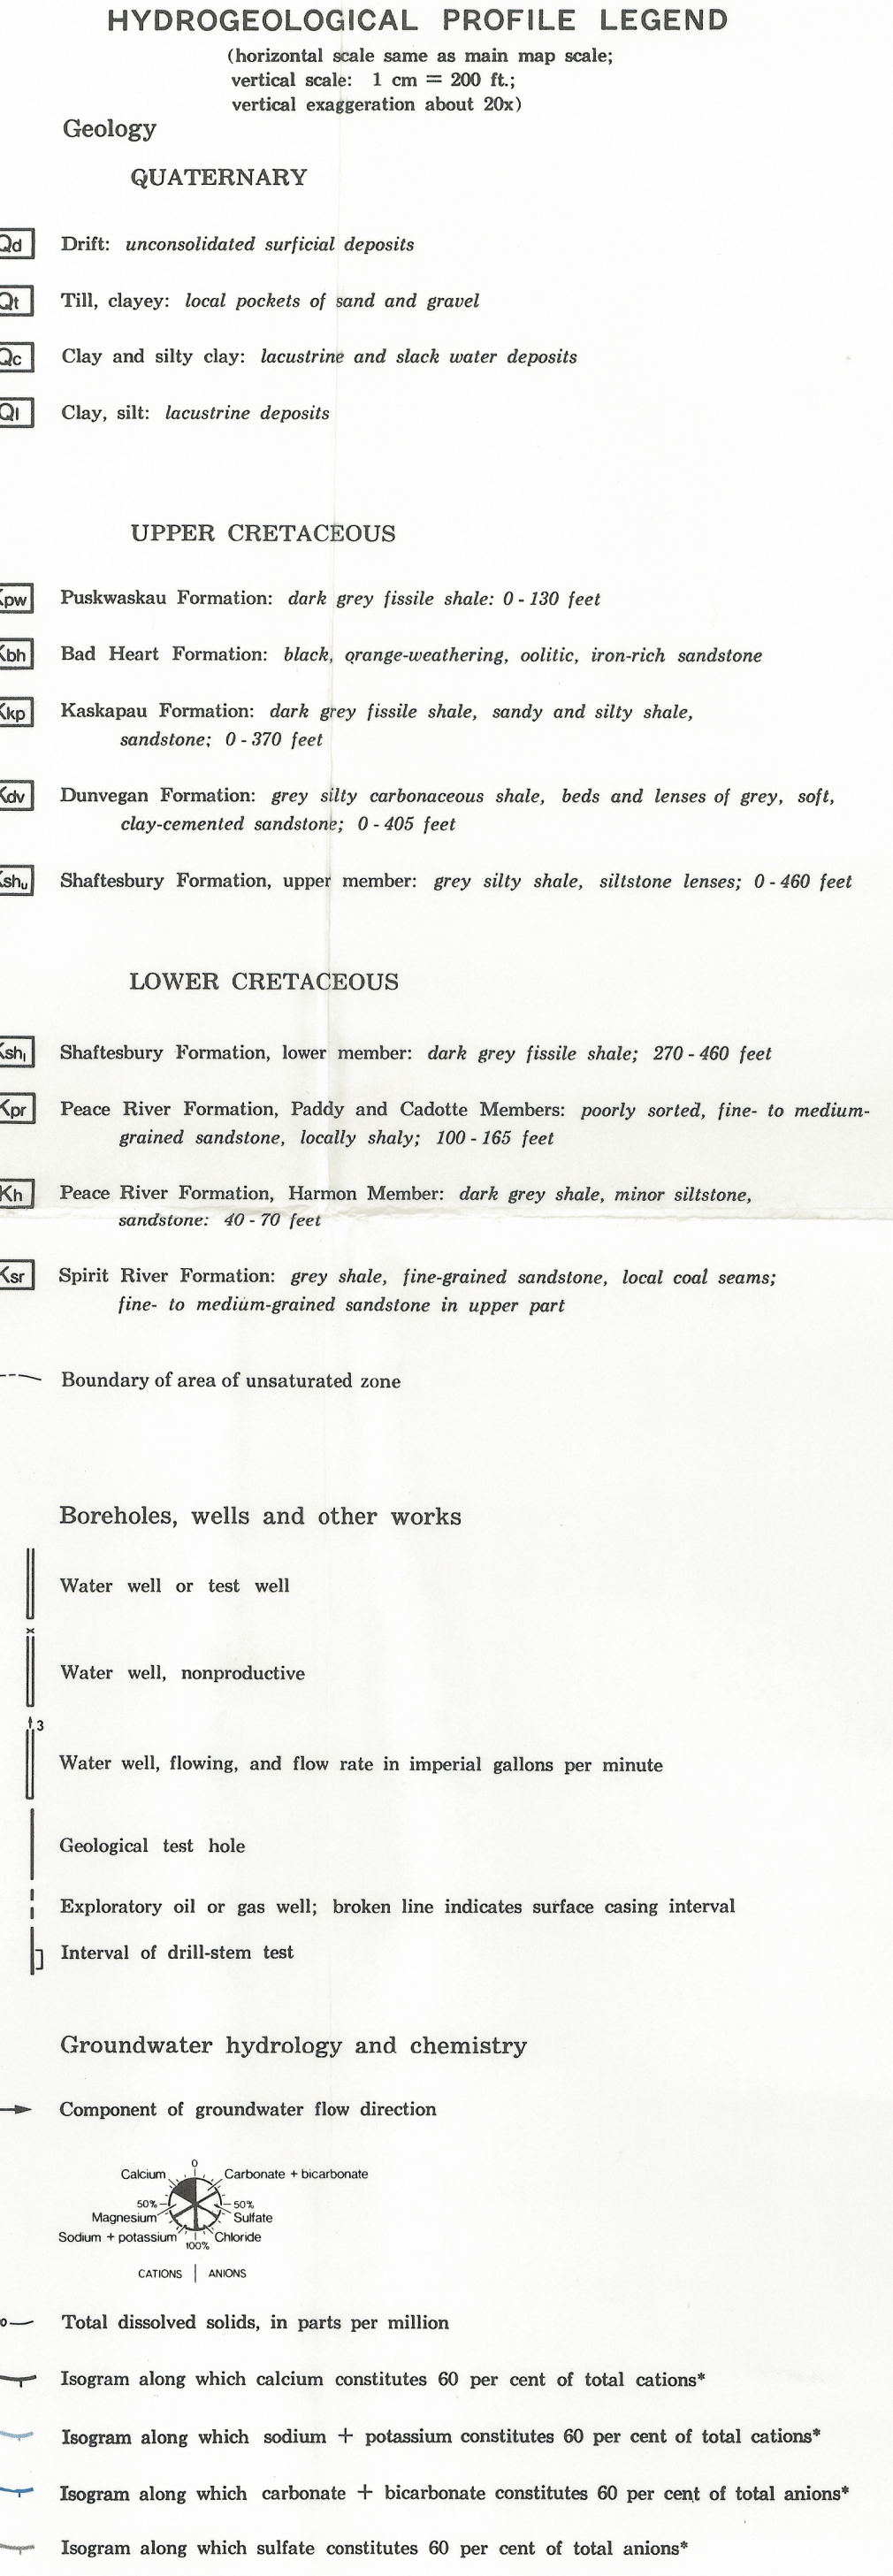 HYDROGEOLOGICAL PROFILE LEGEND
(horizontal scale same as main map scale;
vertical scale: 1 cm = 200 ft.;
vertical exaggeration about 20x)
Geology
QUATERNARY
Qd Drift: unconsolidated surficial deposits
Qt Till, clayey: local pockets of sand and gravel
Qc Clay and silty clay: lacustrine and slack water deposits
Ql Clay, silt: lacustrine deposits
UPPER CRETACEOUS
Kpw Puskwaskau Formation: dark grey fissile shale: 0 - 130 feet
Kbh Bad Heart Formation: black, orange-weathering, oolitic, iron-rich sandstone
Kkp Kaskapau Formation: dark grey fissile shale, sandy and silty shale,
sandstone; 0 - 370 feet
Kdv Dunvegan Formation: grey silty carbonaceous shale, beds and lenses of grey, soft,
clay-cemented sandstone; 0 - 405 feet
Kshu Shaftesbury Formation, upper member: grey silty shale, siltstone lenses; 0 - 460 feet
LOWER CRETACEOUS
Kshl Shaftesbury Formation, lower member: dark grey fissile shale; 270 - 460 feet
Kpr Peace River Formation, Paddy and Cadotte Members: poorly sorted, fine- to medium-
grained sandstone, locally shaly; 100 - 165 feet
Kh Peace River Formation, Harmon Member: dark grey shale, minor siltstone,
sandstone: 40 - 70 feet
Ksr Spirit River Formation: grey shale, fine-grained sandstone, local coal seams;
fine- to medium-grained sandstone in upper part
Boundary of area of unsaturated zone
Boreholes, wells and other works
Water well or test well
x
Water well, nonproductive
3
Water well, flowing, and flow rate in imperial gallons per minute
Geological test hole
Exploratory oil or gas well; broken line indicates surface casing interval
Interval of drill-stem test
Groundwater hydrology and chemistry
Component of groundwater flow direction
0
Calcium Carbonate + bicarbonate
50% 50%
Magnesium Sulfate
Sodium + potassium Chloride
100%
CATIONS | ANIONS
Total dissolved solids, in parts per million
Isogram along which calcium constitutes 60 per cent of total cations*
Isogram along which sodium + potassium constitutes 60 per cent of total cations*
Isogram along which carbonate + bicarbonate constitutes 60 per cent of total anions*
Isogram along which sulfate constitutes 60 per cent of total anions*